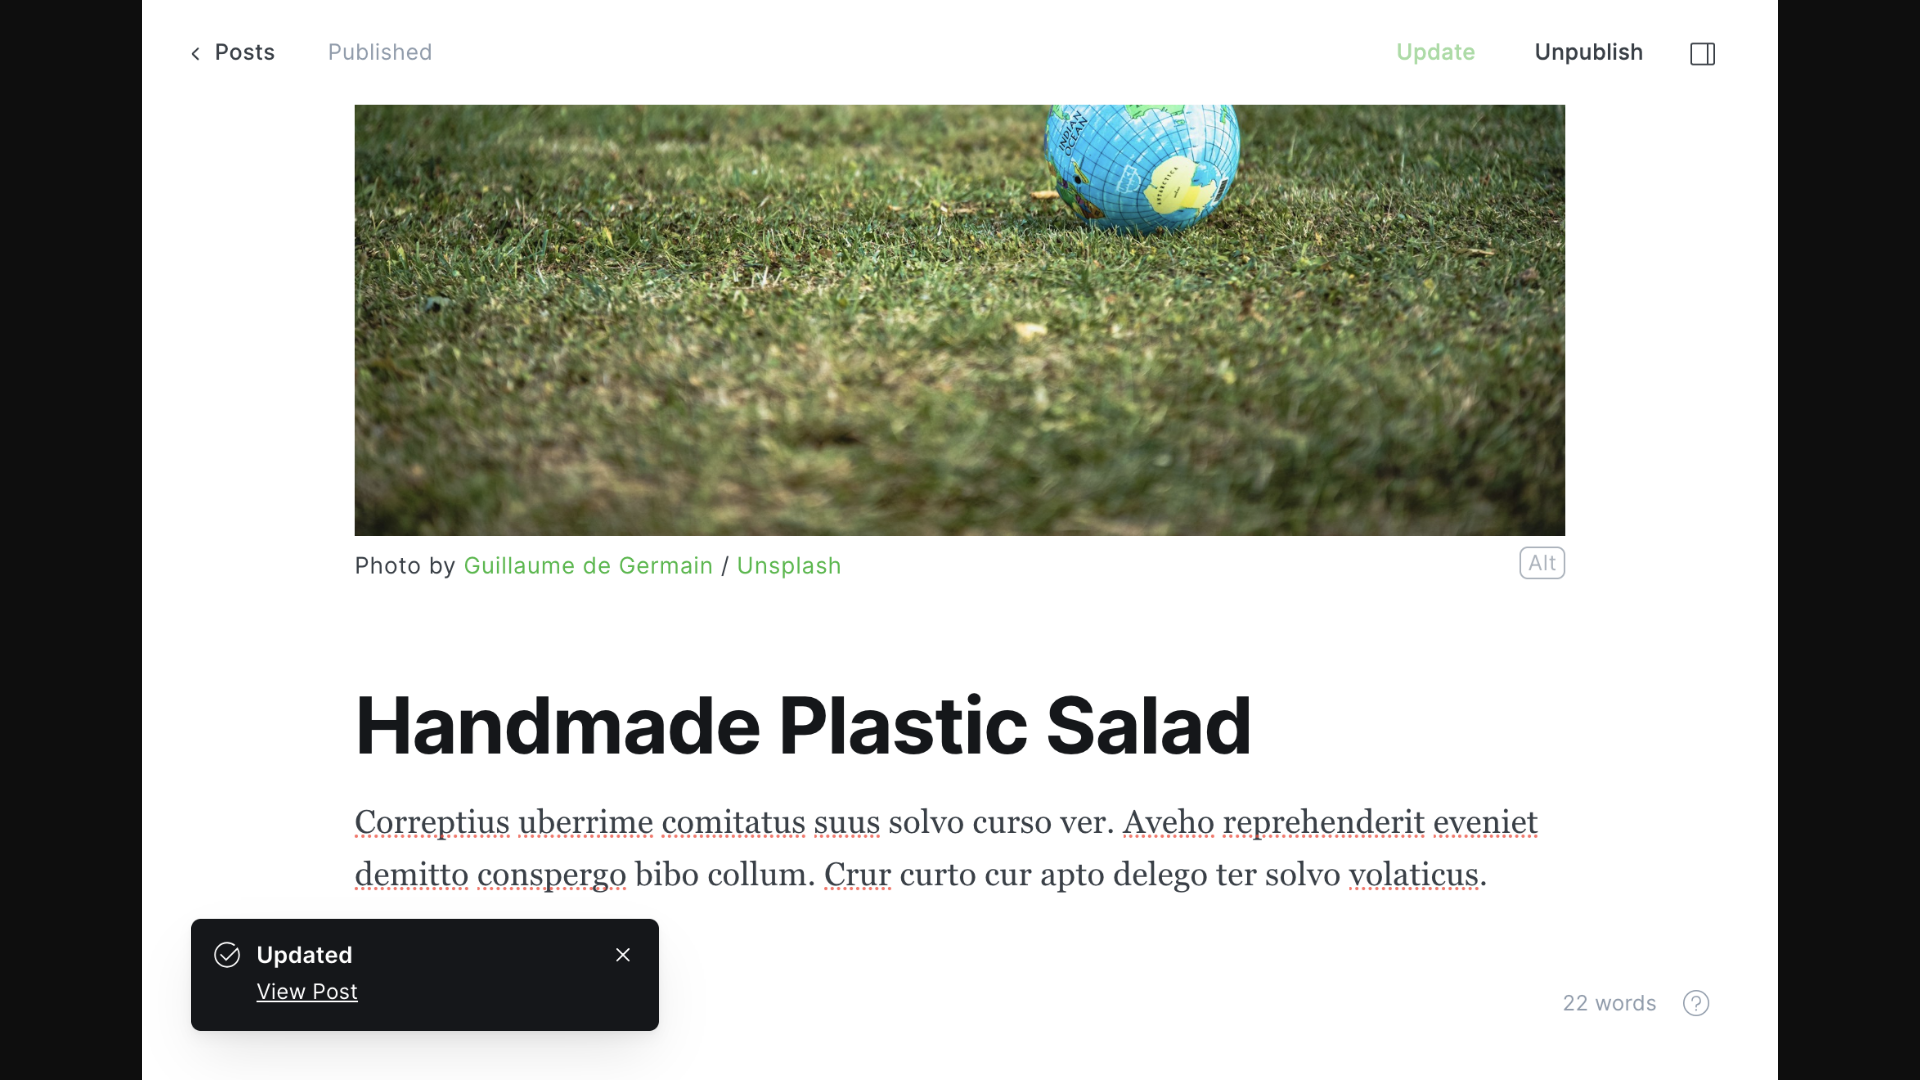 Posts
Published
Update
Unpublish
INDIAN
OCEAN
ANTARCTICA
Photo by Guillaume de Germain / Unsplash
Alt
Handmade Plastic Salad
Correptius uberrime comitatus suus solvo curso ver. Aveho reprehenderit eveniet
demitto conspergo bibo collum. Crur curto cur apto delego ter solvo volaticus.
Updated
View Post
22 words
?